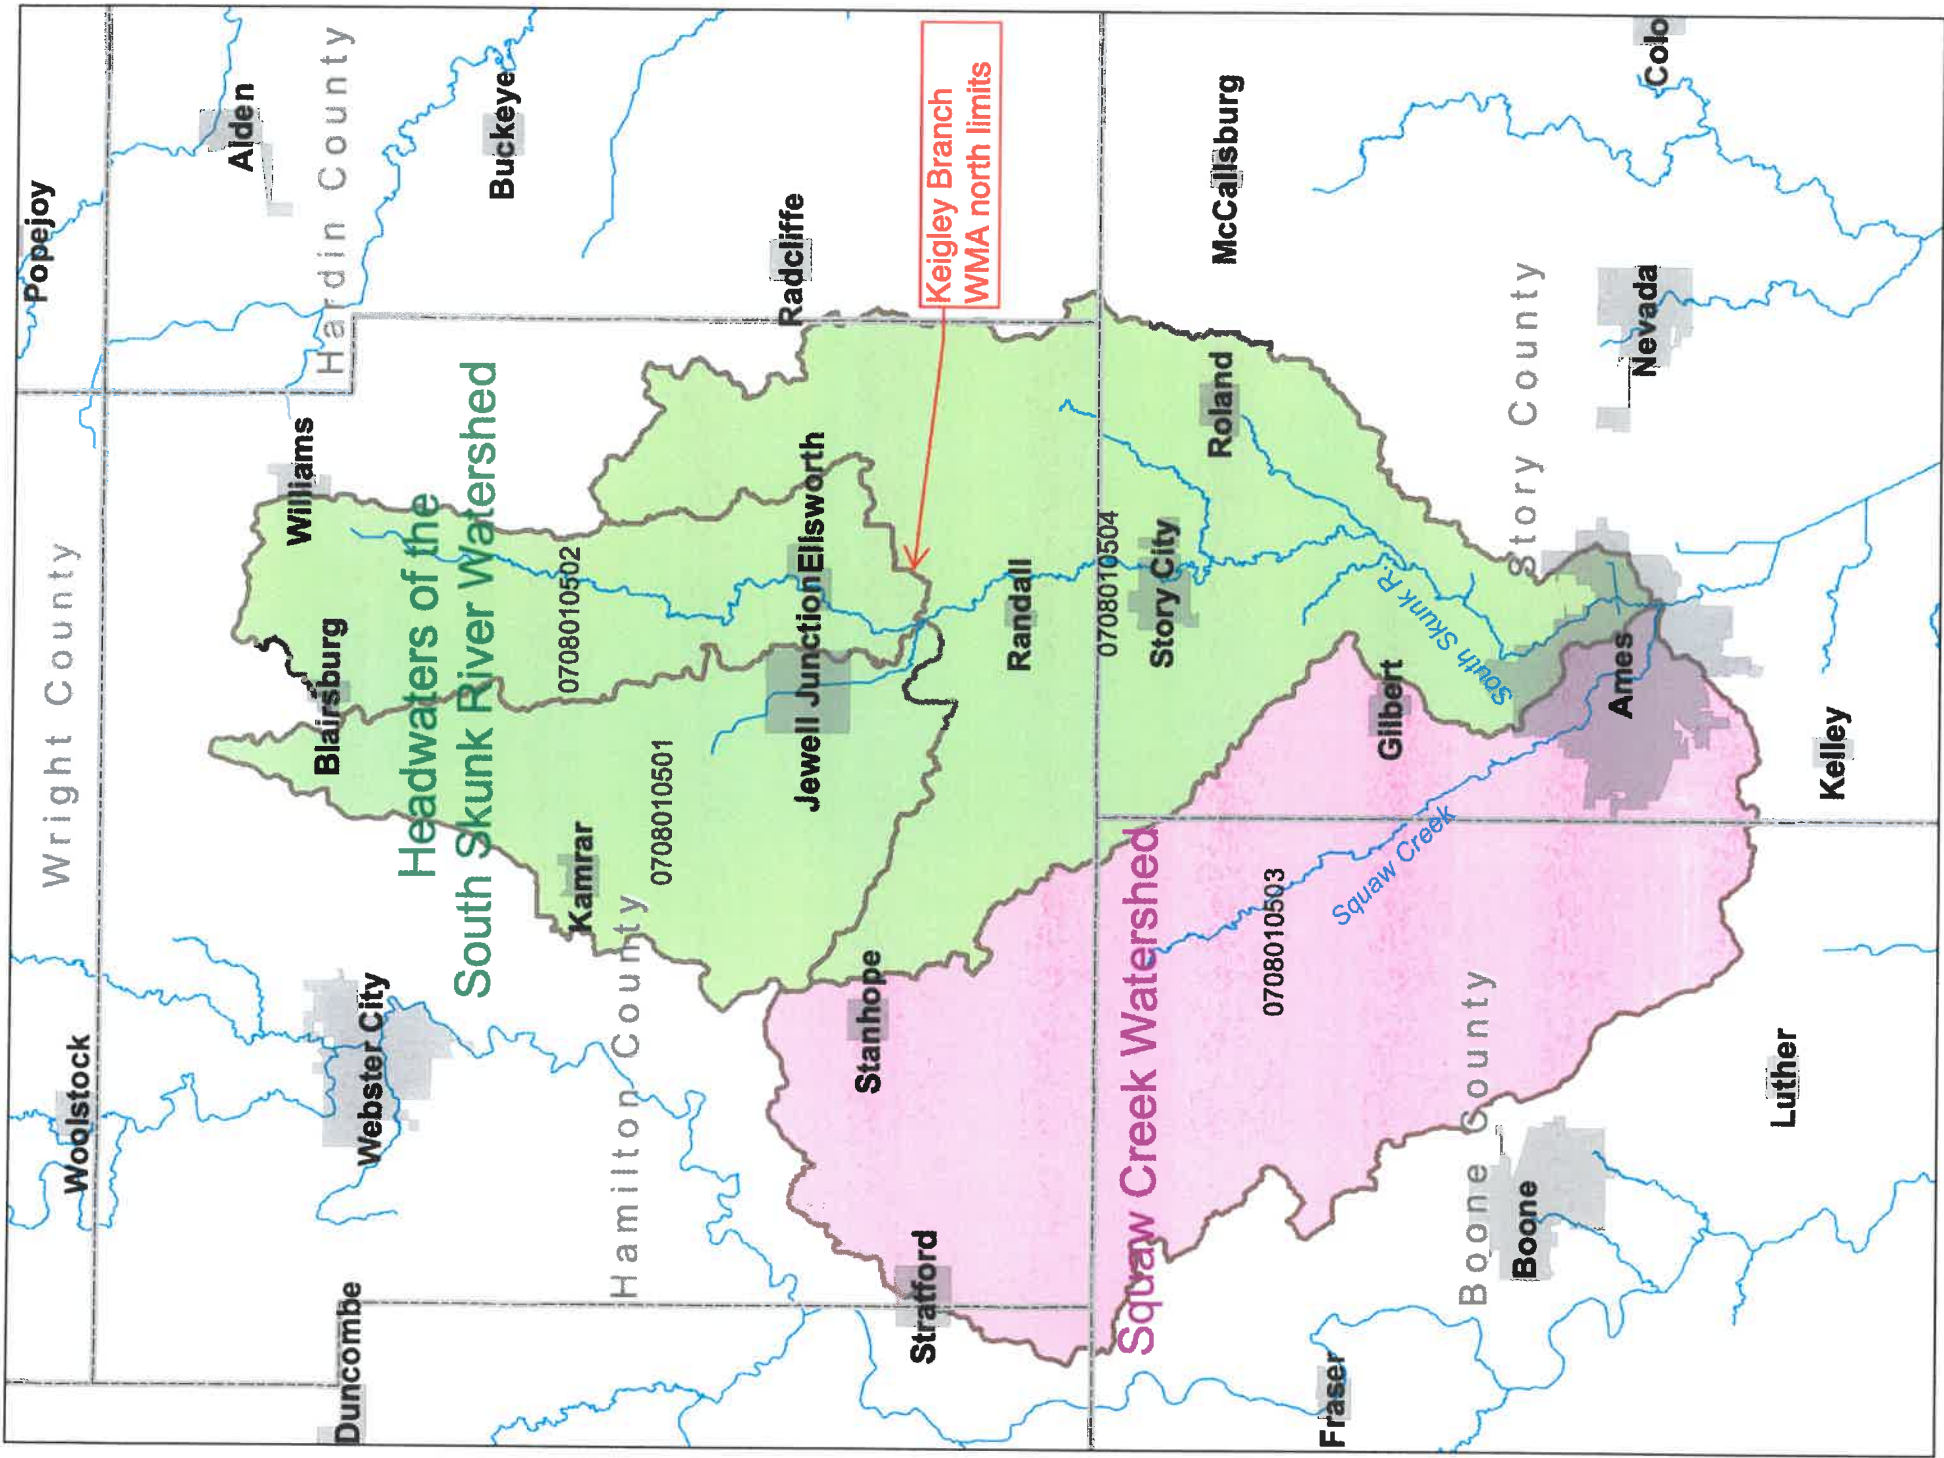 Popejoy
Alden
Hardin County
Buckeye
Radcliffe
Keigley Branch
WMA north limits
McCallsburg
Colo
Nevada
Story County
Wright County
Williams
Blairsburg
Headwaters of the
South Skunk River Watershed
0708010502
Ellsworth
Jewell Junction
Kamrar
0708010501
Randall
0708010504
Story City
Roland
South Skunk R.
Gilbert
Ames
Kelley
Woolstock
Webster City
Hamilton County
Duncombe
Stanhope
Stratford
Squaw Creek Watershed
0708010503
Squaw Creek
Boone County
Boone
Luther
Fraser